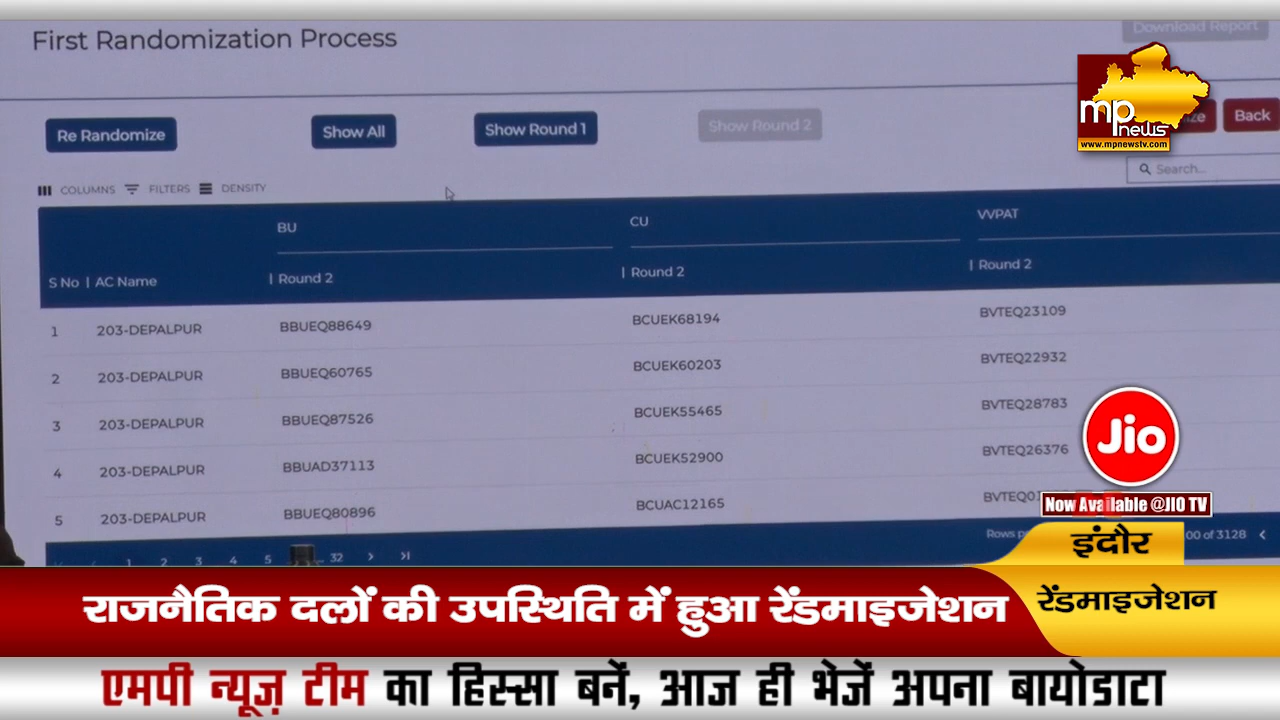 First Randomization Process
Download Report
Re Randomize
Show All
Show Round 1
Show Round 2
Back
mp
news
www.mpnewstv.com
Search...
COLUMNS FILTERS DENSITY
BU CU VVPAT
S No | AC Name | Round 2 | Round 2 | Round 2
1 203-DEPALPUR BBUEQ88649 BCUEK68194 BVTEQ23109
2 203-DEPALPUR BBUEQ60765 BCUEK60203 BVTEQ22932
3 203-DEPALPUR BBUEQ87526 BCUEK55465 BVTEQ28783
4 203-DEPALPUR BBUAD37113 BCUEK52900 BVTEQ26376
5 203-DEPALPUR BBUEQ80896 BCUAC12165
1 2 3 4 5 32 Rows of 3128
Jio
Now Available @JIO TV
इंदौर
राजनैतिक दलों की उपस्थिति में हुआ रेंडमाइजेशन
रेंडमाइजेशन
एमपी न्यूज़ टीम का हिस्सा बनें, आज ही भेजें अपना बायोडाटा